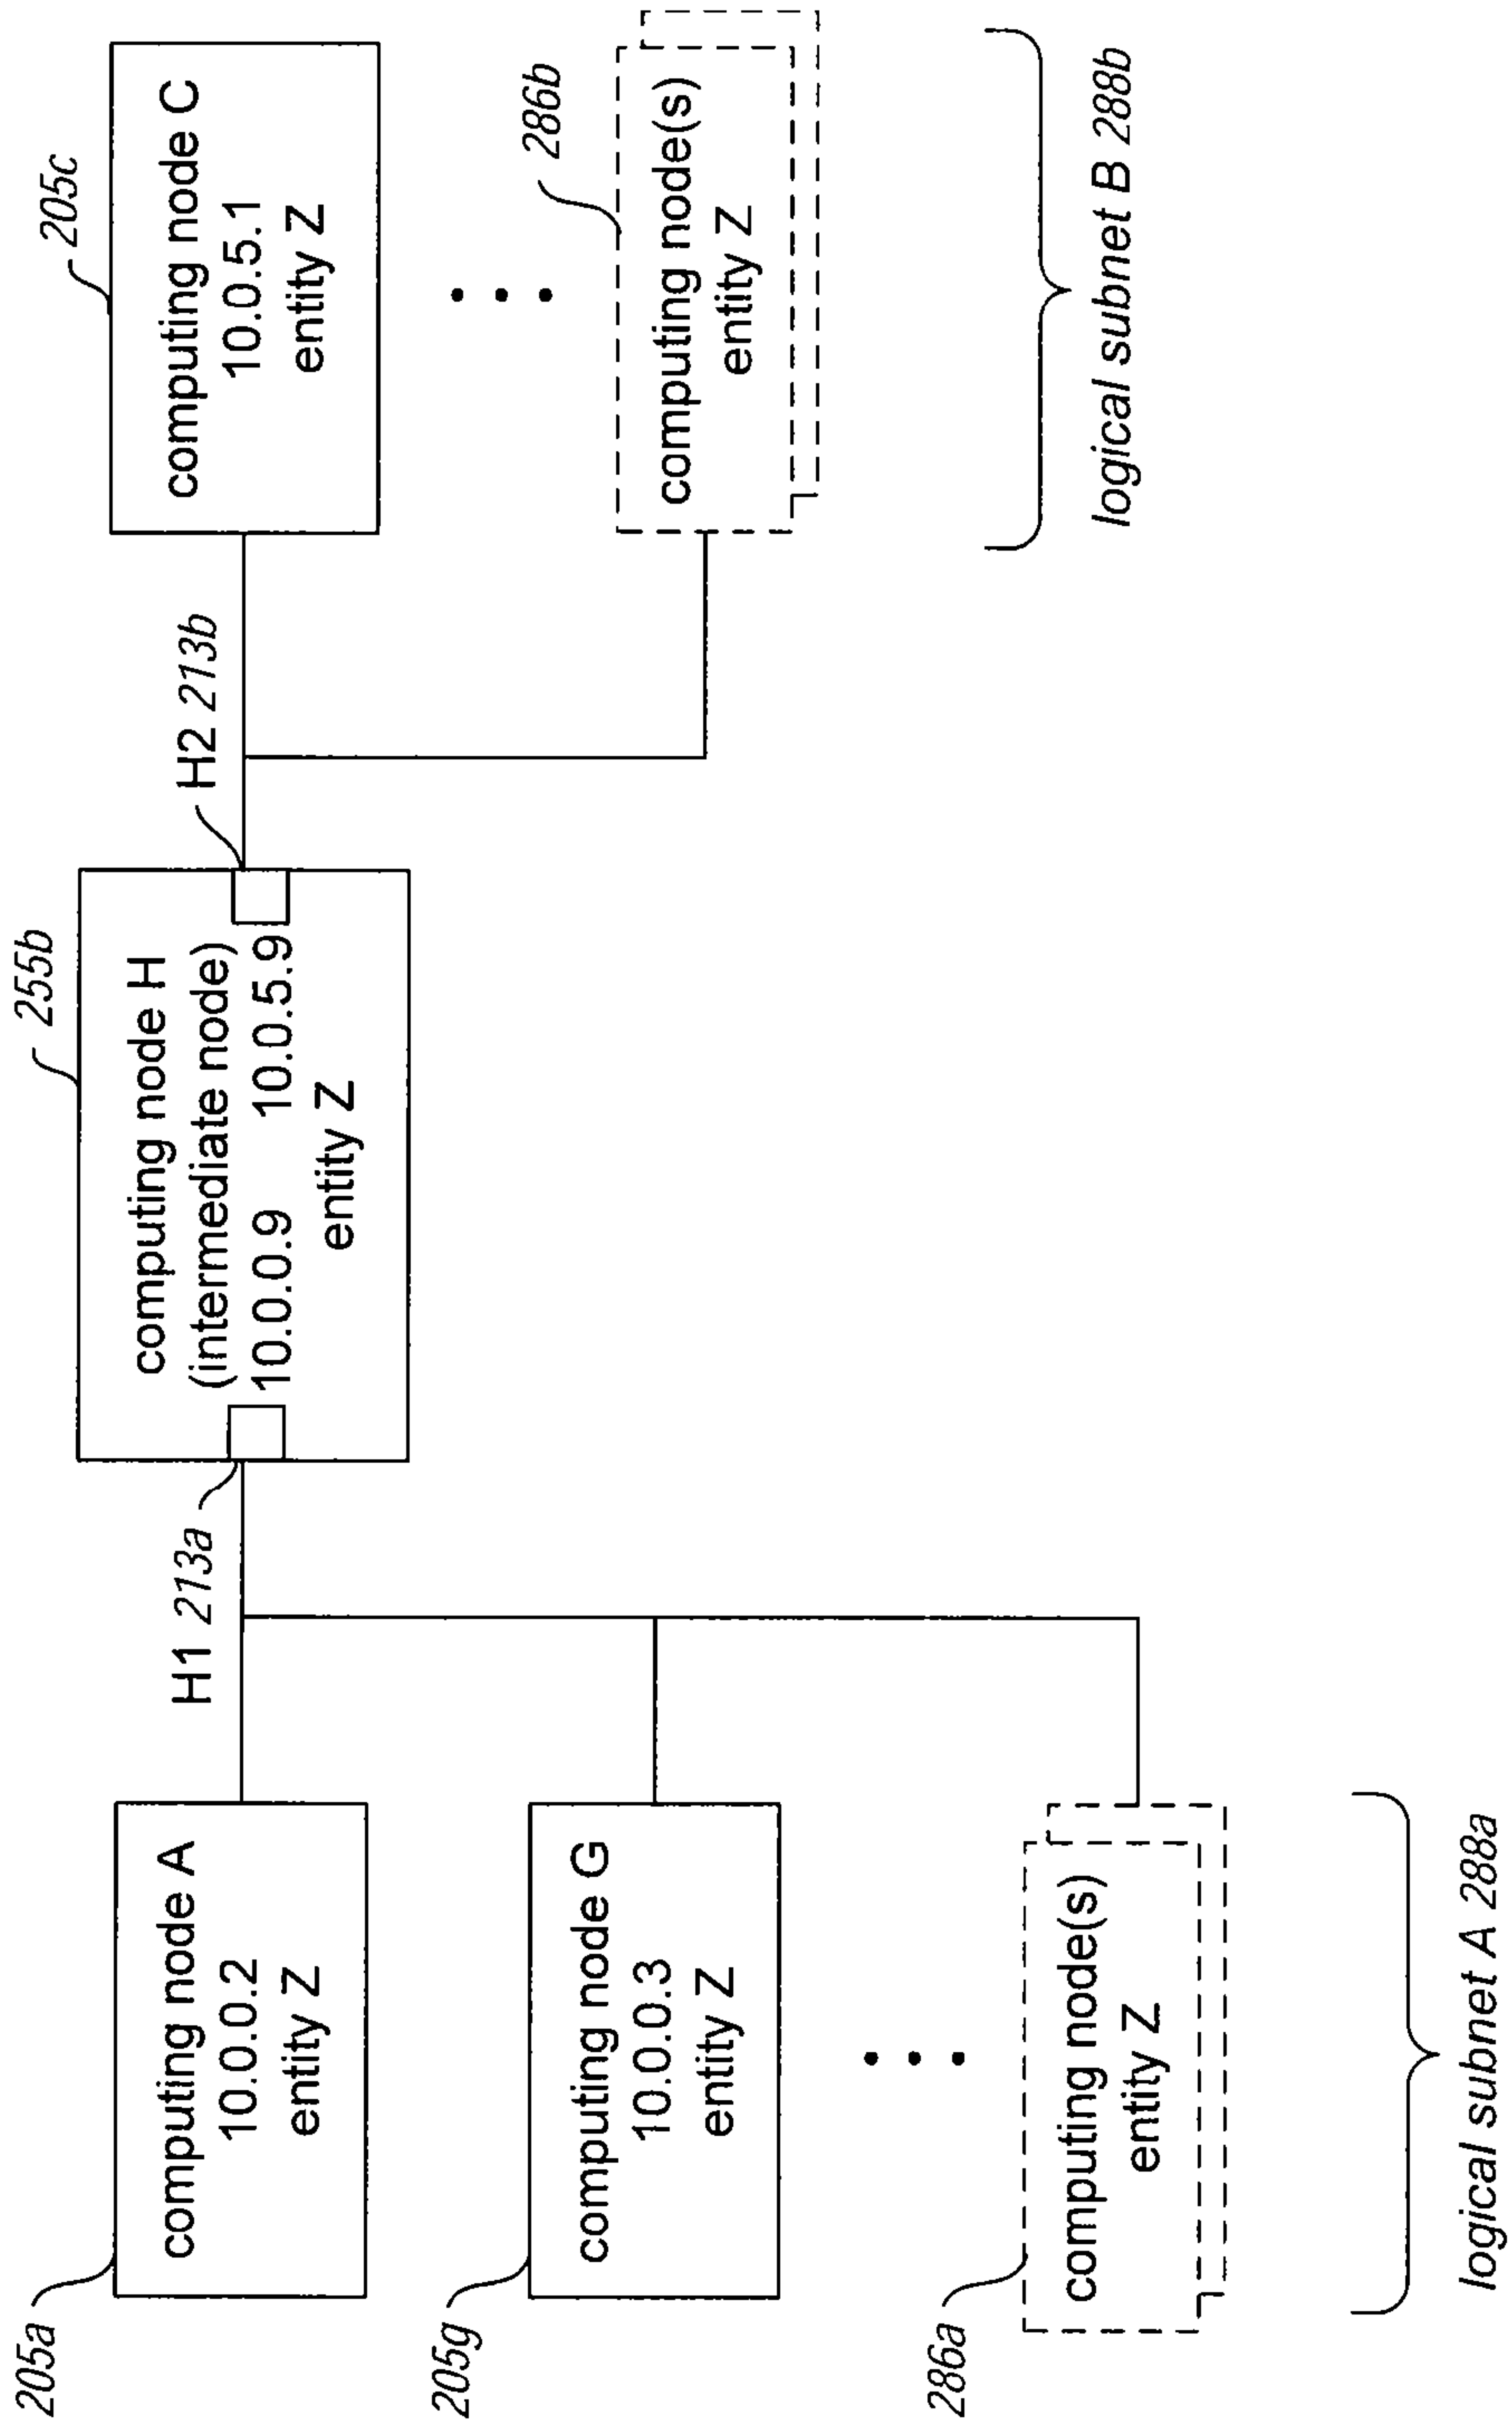 205a
computing node A
10.0.0.2
entity Z
205g
computing node G
10.0.0.3
entity Z
286a
computing node(s)
entity Z
logical subnet A 288a
H1 213a
255b
computing node H
(intermediate node)
10.0.0.9 10.0.5.9
entity Z
H2 213b
205c
computing node C
10.0.5.1
entity Z
286b
computing node(s)
entity Z
logical subnet B 288b